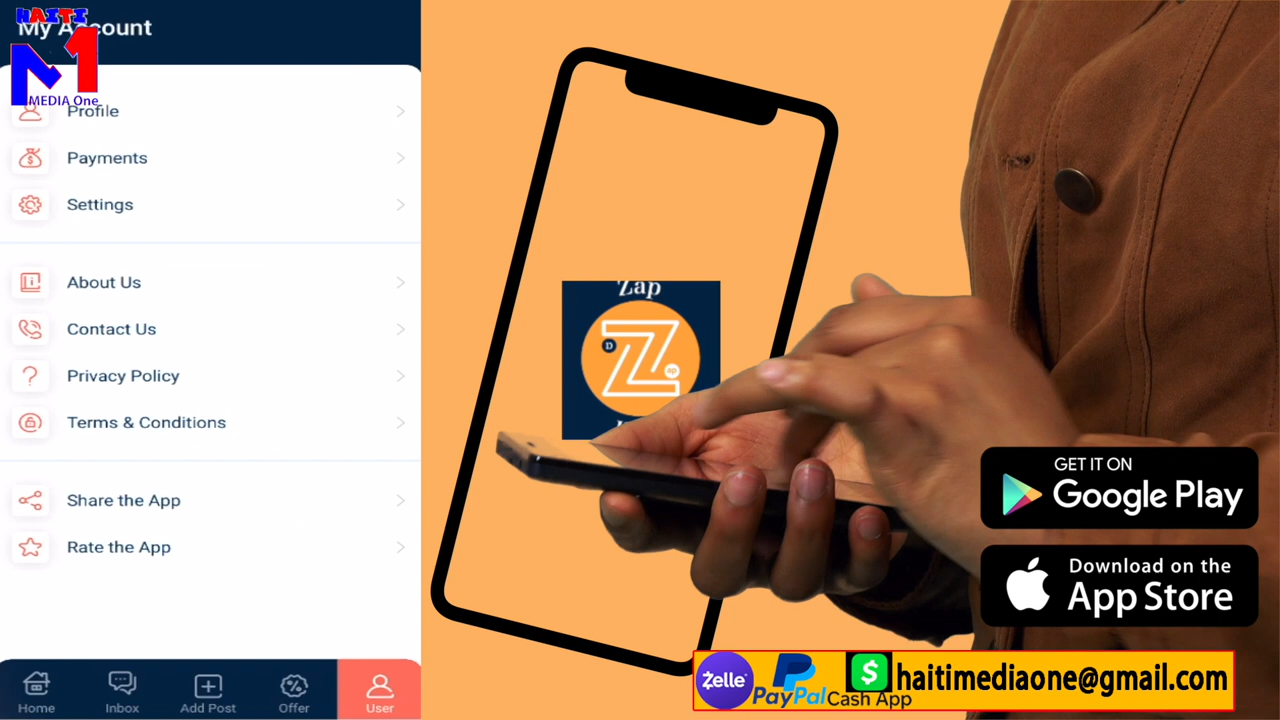 HAITI
My Account
M1
MEDIA One
Profile
Payments
Settings
About Us
Contact Us
Privacy Policy
Terms & Conditions
Share the App
Rate the App
Home
Inbox
Add Post
Offer
User
Zap
D
Z
GET IT ON
Google Play
Download on the
App Store
Zelle
PayPal
$
Cash App
haitimediaone@gmail.com